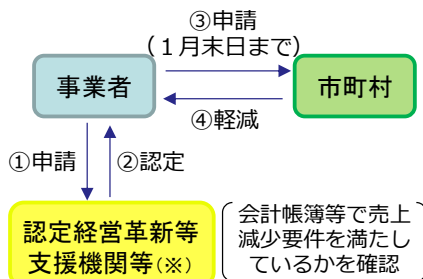 ③申請
（１月末日まで）
事業者
市町村
④軽減
①申請
②認定
認定経営革新等
支援機関等(※)
会計帳簿等で売上
減少要件を満たし
ているかを確認